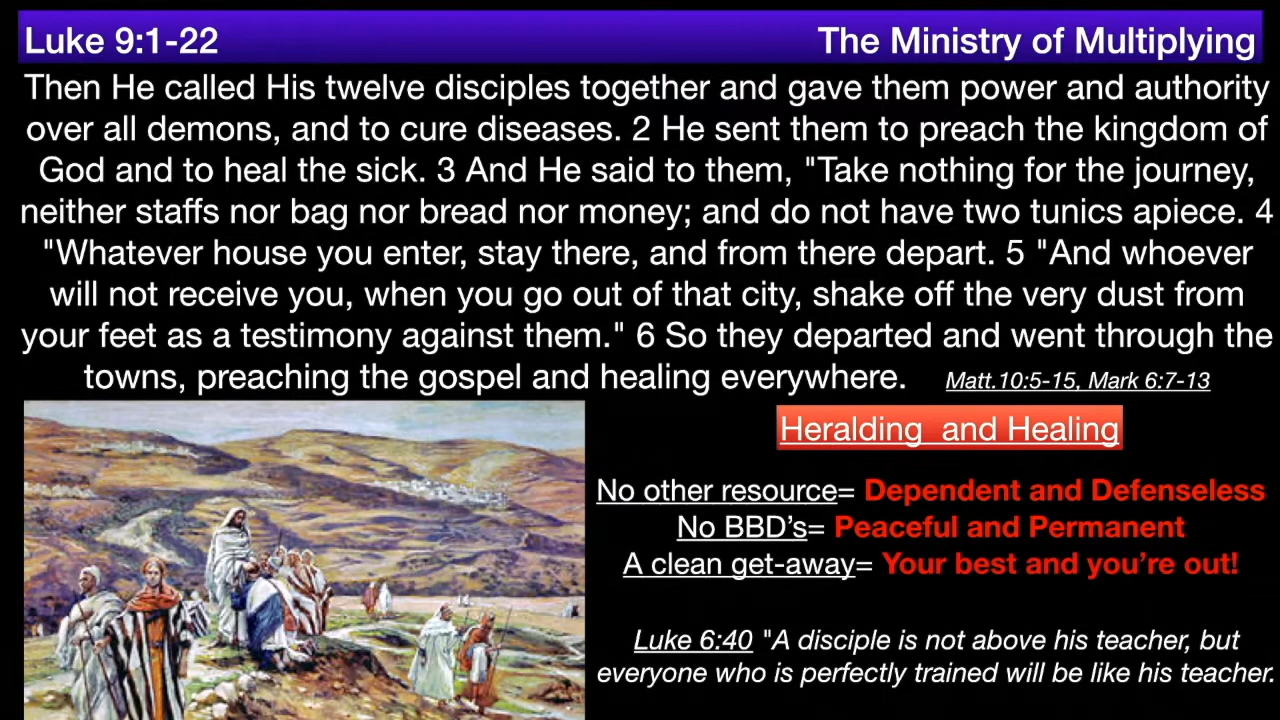 Luke 9:1-22 The Ministry of Multiplying
Then He called His twelve disciples together and gave them power and authority
over all demons, and to cure diseases. 2 He sent them to preach the kingdom of
God and to heal the sick. 3 And He said to them, "Take nothing for the journey,
neither staffs nor bag nor bread nor money; and do not have two tunics apiece. 4
"Whatever house you enter, stay there, and from there depart. 5 "And whoever
will not receive you, when you go out of that city, shake off the very dust from
your feet as a testimony against them." 6 So they departed and went through the
towns, preaching the gospel and healing everywhere. Matt.10:5-15, Mark 6:7-13
Heralding and Healing
No other resource= Dependent and Defenseless
No BBD's= Peaceful and Permanent
A clean get-away= Your best and you're out!
Luke 6:40 "A disciple is not above his teacher, but
everyone who is perfectly trained will be like his teacher.